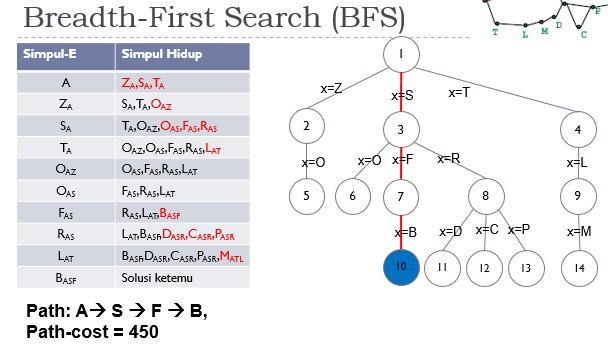 Breadth-First Search (BFS)
T L M D C P
Simpul-E Simpul Hidup
A ZA,SA,TA
ZA SA,TA,OAZ
SA TA,OAZ,OAS,FAS,RAS
TA OAZ,OAS,FAS,RAS,LAT
OAZ OAS,FAS,RAS,LAT
OAS FAS,RAS,LAT
FAS RAS,LAT,BASF
RAS LAT,BASF,DASR,CASR,PASR
LAT BASF,DASR,CASR,PASR,MATL
BASF Solusi ketemu
Path: A→ S → F → B,
Path-cost = 450
1
x=Z x=S x=T
2 3 4
x=O x=O x=F x=R x=L
5 6 7 8 9
x=B x=D x=C x=P x=M
10 11 12 13 14